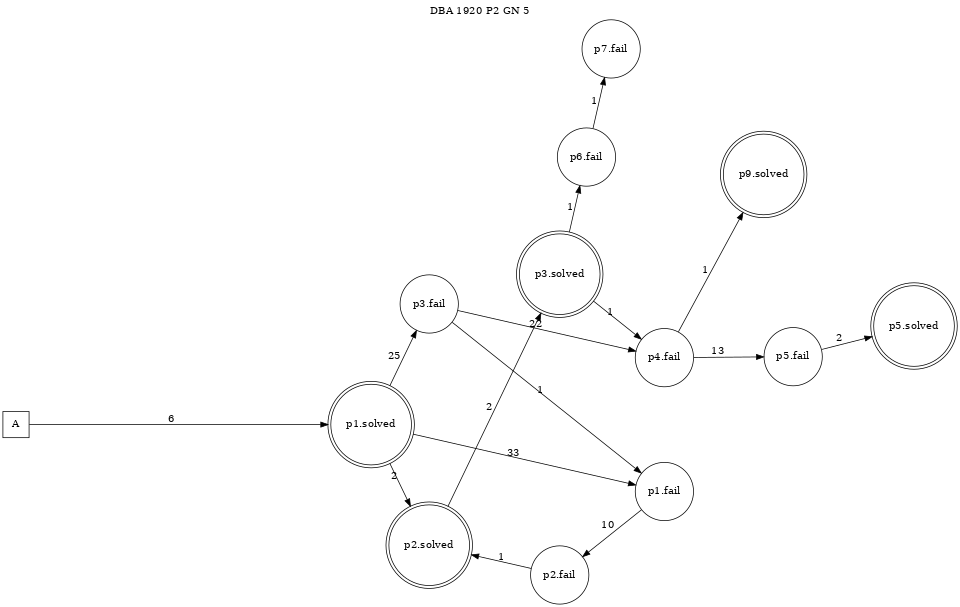 DBA 1920 P2 GN 5
p7.fail
1
p6.fail
p9.solved
1
p3.solved
1
p3.fail
1
22
p5.solved
2
p4.fail
13
p5.fail
25
1
2
A
6
p1.solved
33
2
p1.fail
10
p2.solved
1
p2.fail